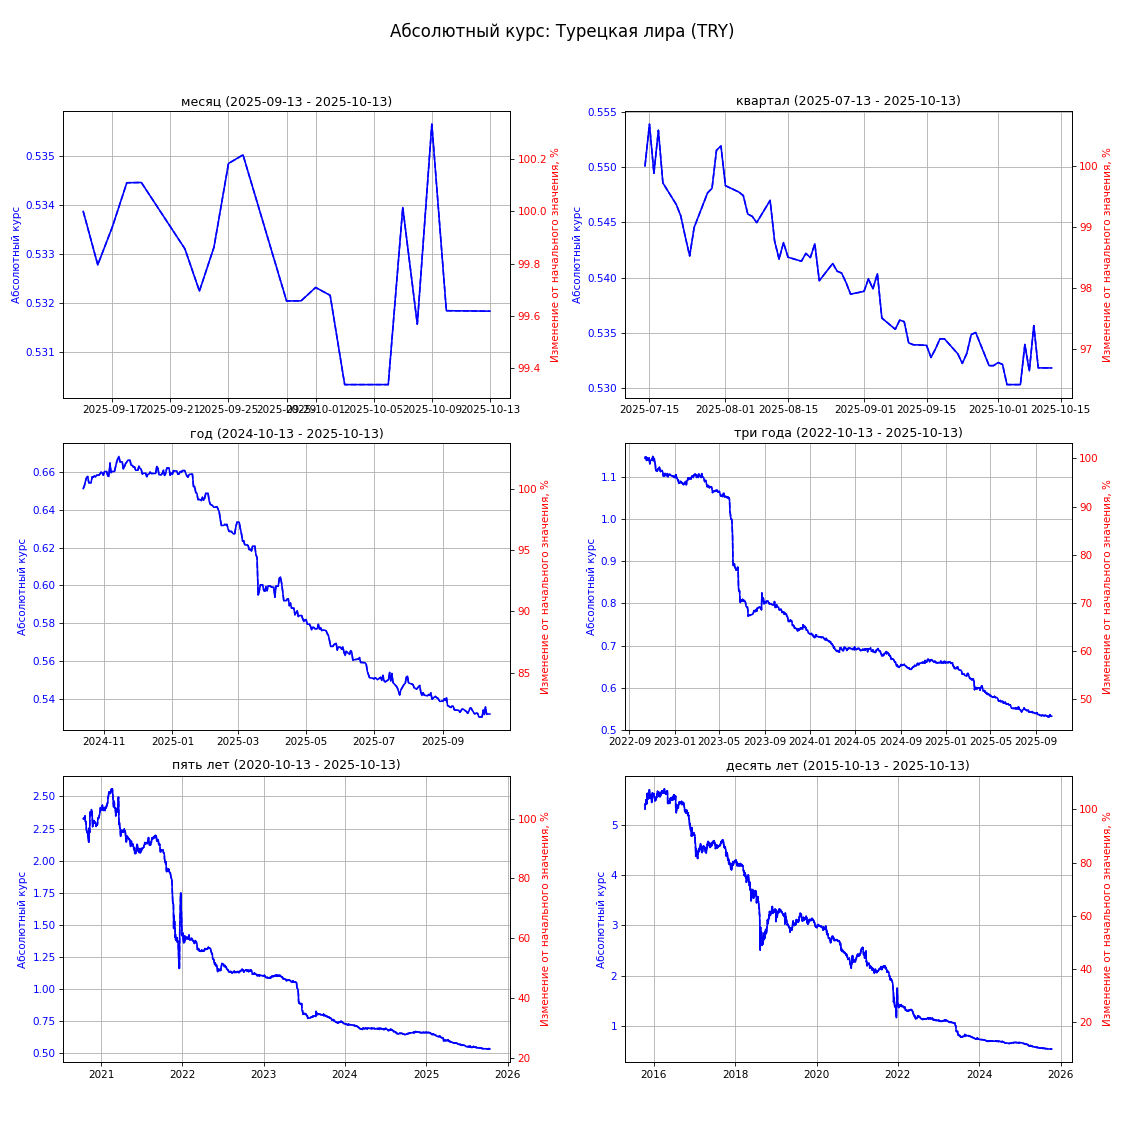 Абсолютный курс: Турецкая лира (TRY)
месяц (2025-09-13 - 2025-10-13)
Абсолютный курс
0.535
0.534
0.533
0.532
0.531
100.2
100.0
99.8
99.6
99.4
Изменение от начального значения, %
2025-09-17 2025-09-21 2025-09-25 2025-09-29 2025-10-01 2025-10-05 2025-10-09 2025-10-13
квартал (2025-07-13 - 2025-10-13)
Абсолютный курс
0.555
0.550
0.545
0.540
0.535
0.530
100
99
98
97
Изменение от начального значения, %
2025-07-15 2025-08-01 2025-08-15 2025-09-01 2025-09-15 2025-10-01 2025-10-15
год (2024-10-13 - 2025-10-13)
Абсолютный курс
0.66
0.64
0.62
0.60
0.58
0.56
0.54
100
95
90
85
Изменение от начального значения, %
2024-11 2025-01 2025-03 2025-05 2025-07 2025-09
три года (2022-10-13 - 2025-10-13)
Абсолютный курс
1.1
1.0
0.9
0.8
0.7
0.6
0.5
100
90
80
70
60
50
Изменение от начального значения, %
2022-09 2023-01 2023-05 2023-09 2024-01 2024-05 2024-09 2025-01 2025-05 2025-09
пять лет (2020-10-13 - 2025-10-13)
Абсолютный курс
2.50
2.25
2.00
1.75
1.50
1.25
1.00
0.75
0.50
100
80
60
40
20
Изменение от начального значения, %
2021 2022 2023 2024 2025 2026
десять лет (2015-10-13 - 2025-10-13)
Абсолютный курс
5
4
3
2
1
100
80
60
40
20
Изменение от начального значения, %
2016 2018 2020 2022 2024 2026